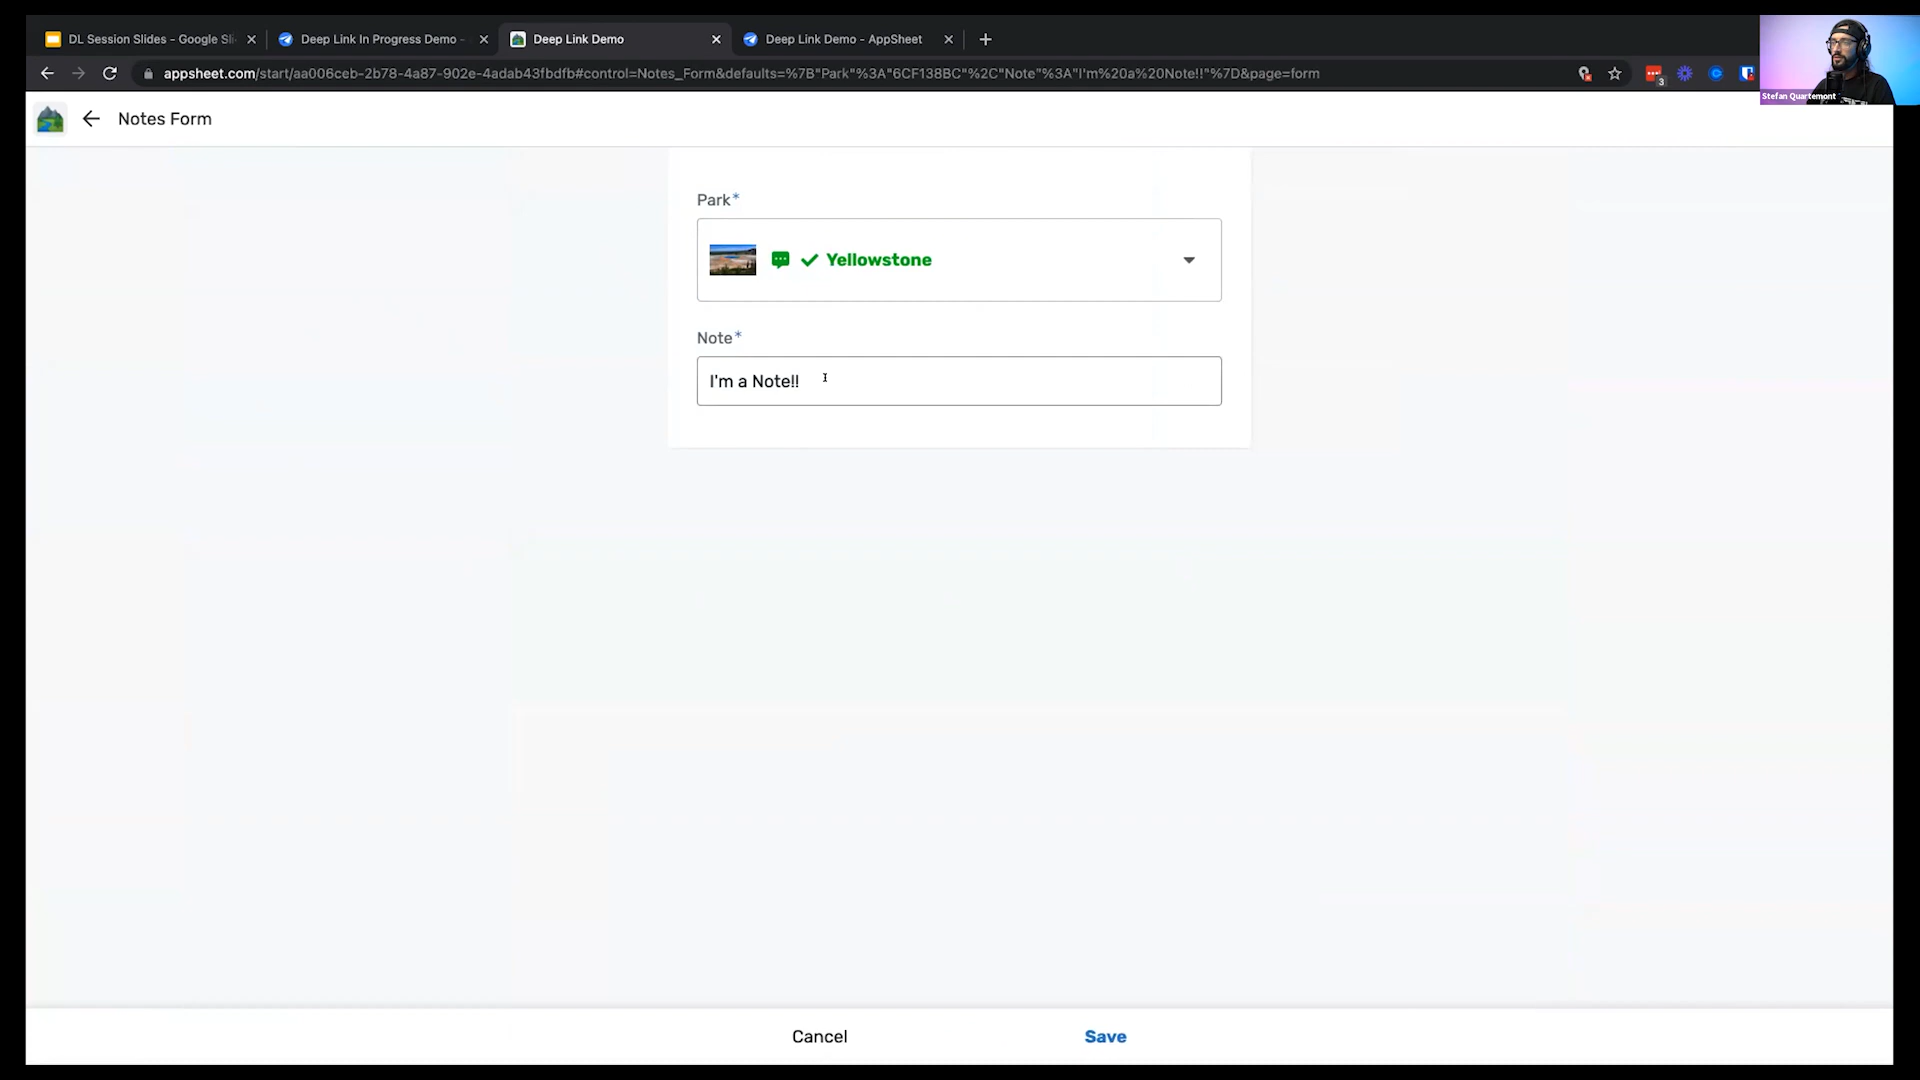 DL Session Slides - Google Sli
Deep Link In Progress Demo -
Deep Link Demo
Deep Link Demo - AppSheet
appsheet.com/start/aa006ceb-2b78-4a87-902e-4adab43fbdfb#control=Notes_Form&defaults=%7B"Park"%3A"6CF138BC"%2C"Note"%3A"I'm%20a%20Note!!"%7D&page=form
3
Stefan Quartemont
Notes Form
Park*
Yellowstone
Note*
I'm a Note!!
Cancel
Save